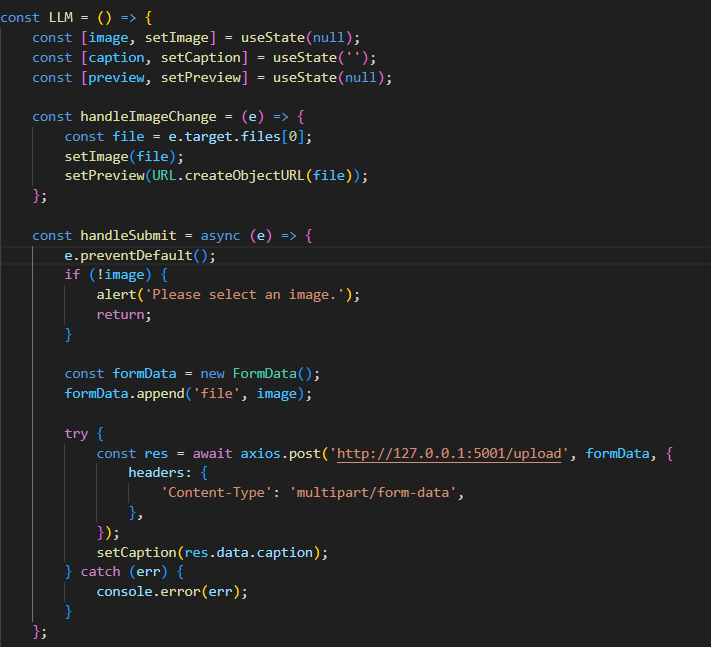 const LLM = () => {
    const [image, setImage] = useState(null);
    const [caption, setCaption] = useState('');
    const [preview, setPreview] = useState(null);

    const handleImageChange = (e) => {
        const file = e.target.files[0];
        setImage(file);
        setPreview(URL.createObjectURL(file));
    };

    const handleSubmit = async (e) => {
        e.preventDefault();
        if (!image) {
            alert('Please select an image.');
            return;
        }

        const formData = new FormData();
        formData.append('file', image);

        try {
            const res = await axios.post('http://127.0.0.1:5001/upload', formData, {
                headers: {
                    'Content-Type': 'multipart/form-data',
                },
            });
            setCaption(res.data.caption);
        } catch (err) {
            console.error(err);
        }
    };